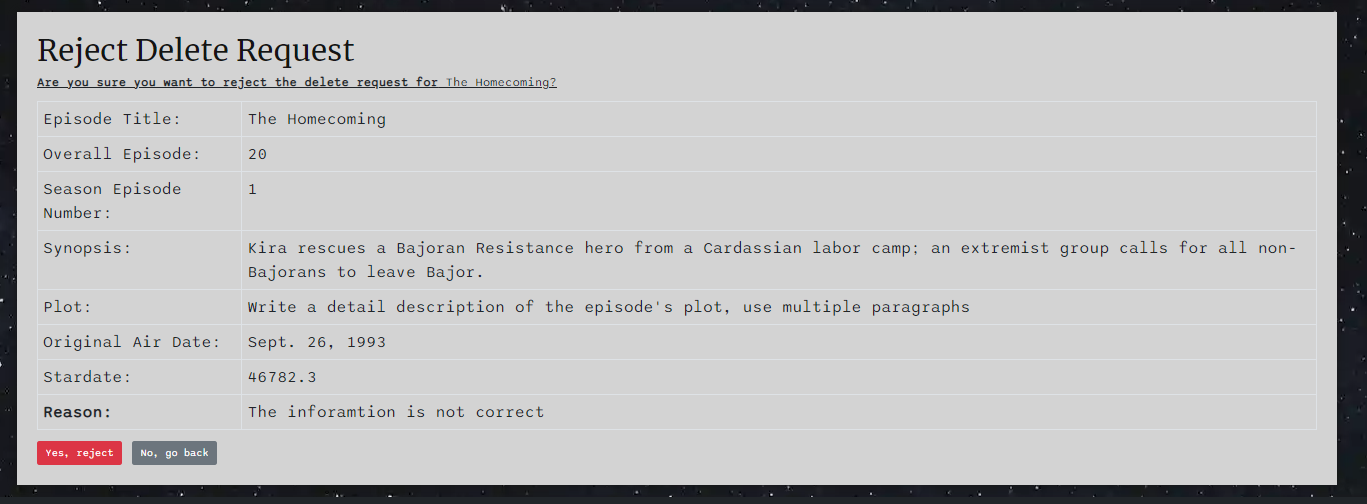 Reject Delete Request
Are you sure you want to reject the delete request for The Homecoming?
Episode Title: The Homecoming
Overall Episode: 20
Season Episode Number: 1
Synopsis: Kira rescues a Bajoran Resistance hero from a Cardassian labor camp; an extremist group calls for all non-
Bajorans to leave Bajor.
Plot: Write a detail description of the episode's plot, use multiple paragraphs
Original Air Date: Sept. 26, 1993
Stardate: 46782.3
Reason: The inforamtion is not correct
Yes, reject No, go back